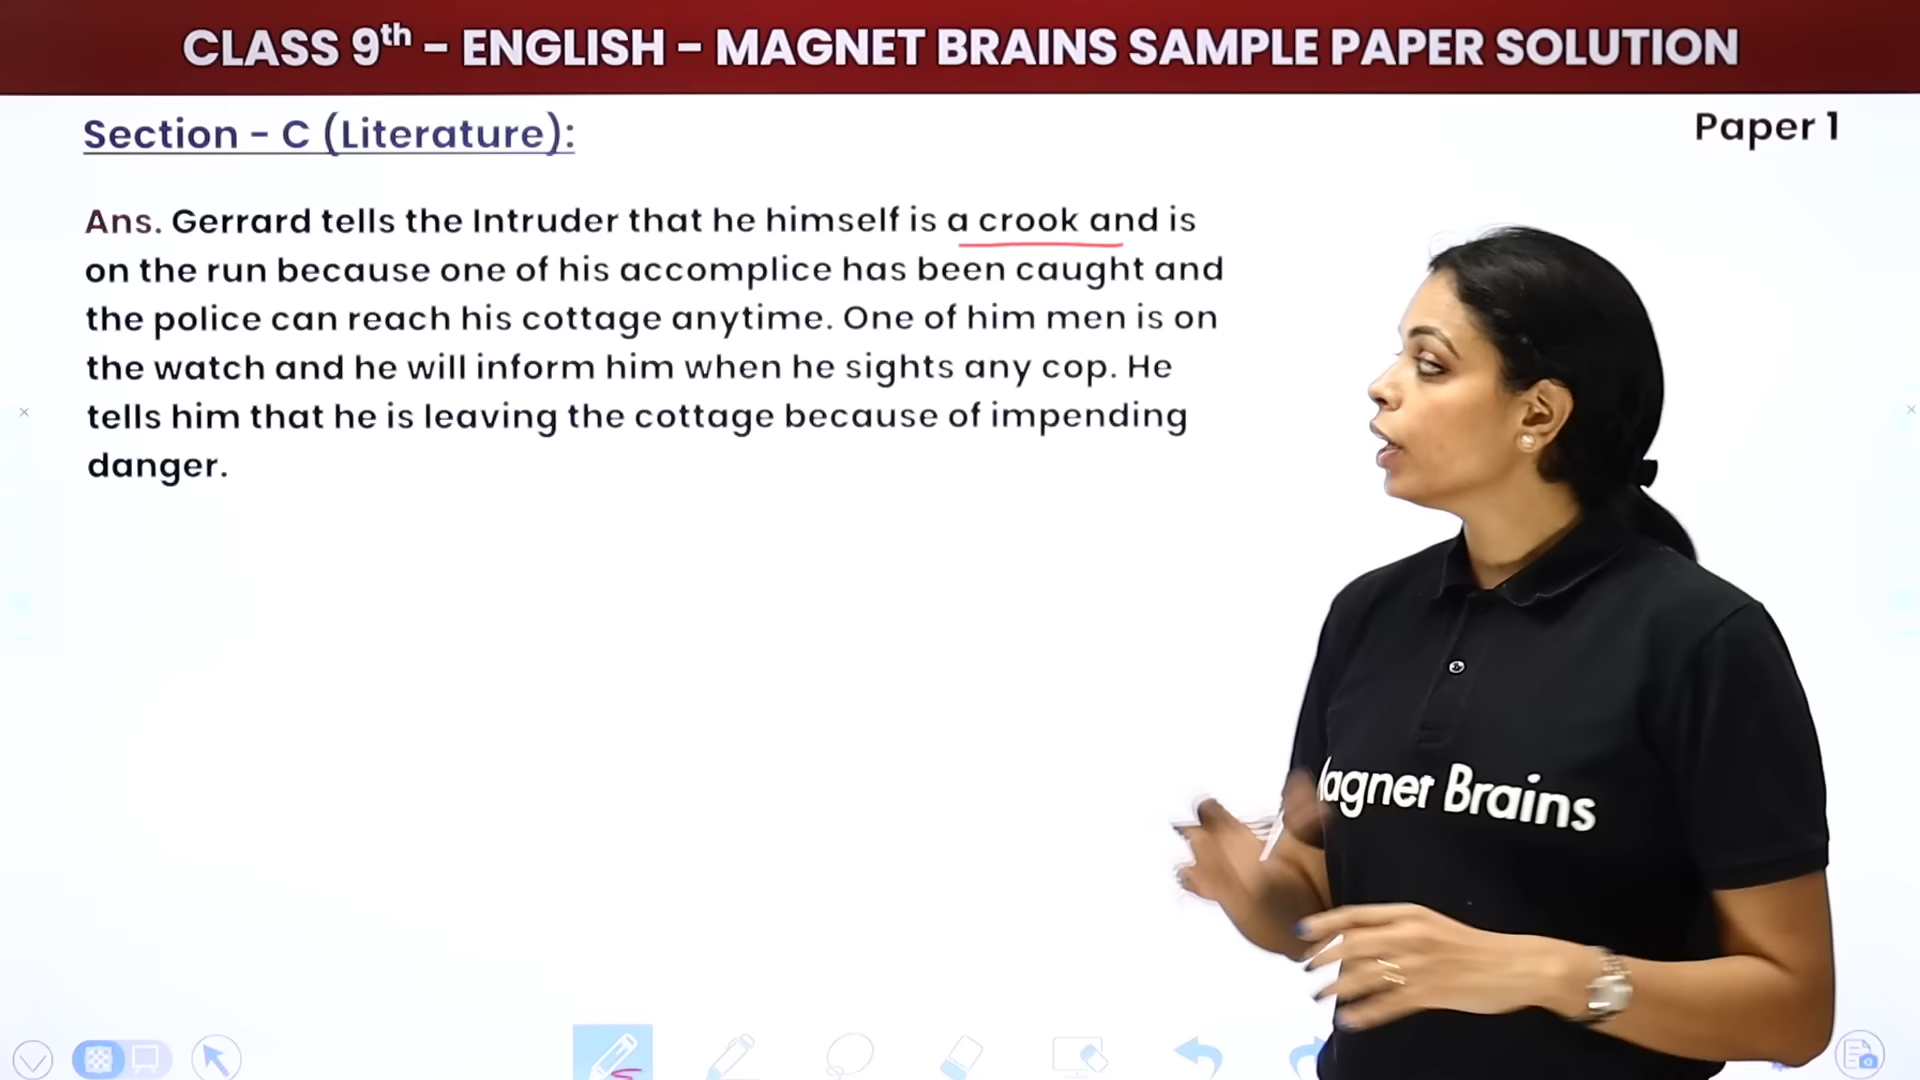 CLASS 9th – ENGLISH – MAGNET BRAINS SAMPLE PAPER SOLUTION
Section - C (Literature):
Paper 1
Ans. Gerrard tells the Intruder that he himself is a crook and is
on the run because one of his accomplice has been caught and
the police can reach his cottage anytime. One of him men is on
the watch and he will inform him when he sights any cop. He
tells him that he is leaving the cottage because of impending
danger.
Magnet Brains